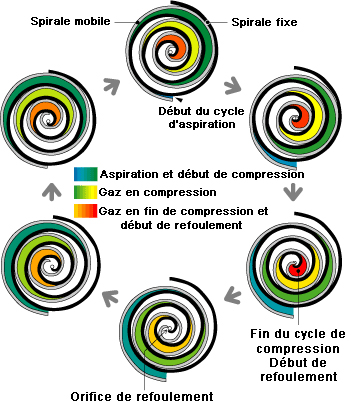 Spirale mobile
Spirale fixe
Début du cycle
d'aspiration
Aspiration et début de compression
Gaz en compression
Gaz en fin de compression et
début de refoulement
Fin du cycle de
compression
Début de
refoulement
Orifice de refoulement